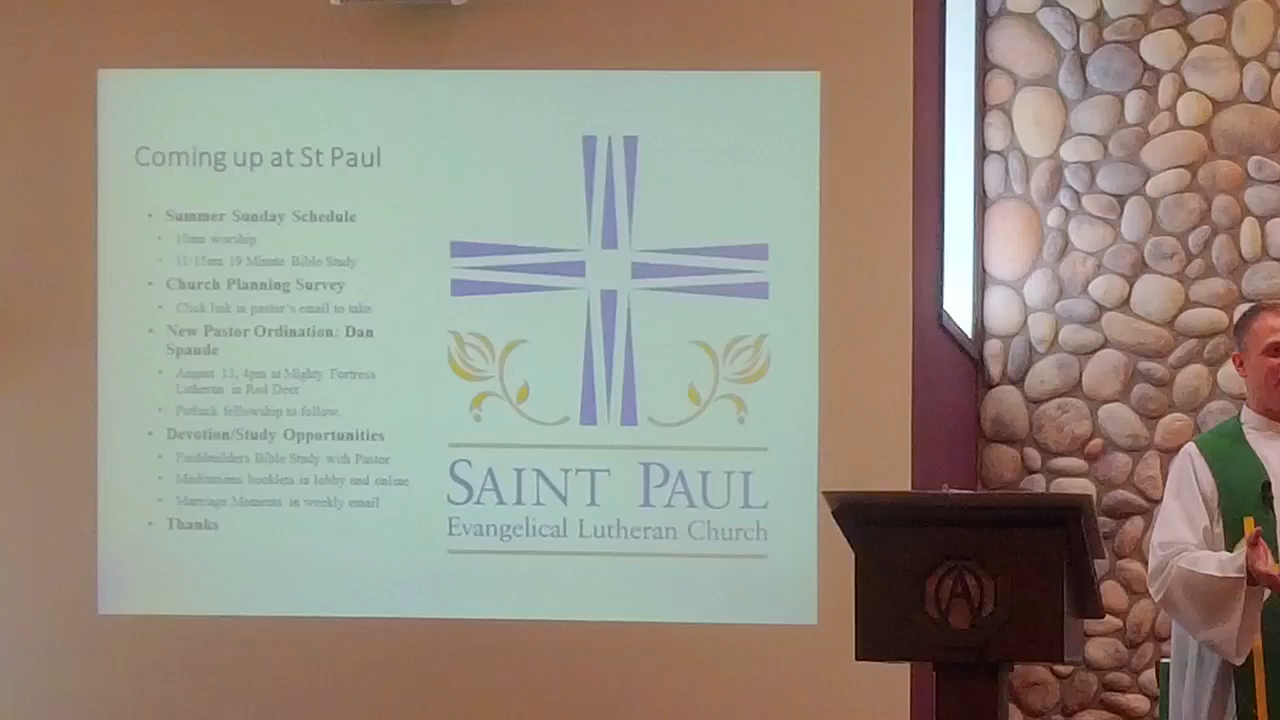 Coming up at St Paul
• Summer Sunday Schedule
• 10am worship
• 11:15am 19 Minute Bible Study
• Church Planning Survey
• Click link in pastor's email to take
• New Pastor Ordination: Dan
Spaude
• August 13, 4pm at Mighty Fortress
Lutheran in Red Deer
• Potluck fellowship to follow.
• Devotion/Study Opportunities
• Faithbuilders Bible Study with Pastor
• Meditations booklets in lobby and online
• Marriage Moments in weekly email
• Thanks
SAINT PAUL
Evangelical Lutheran Church